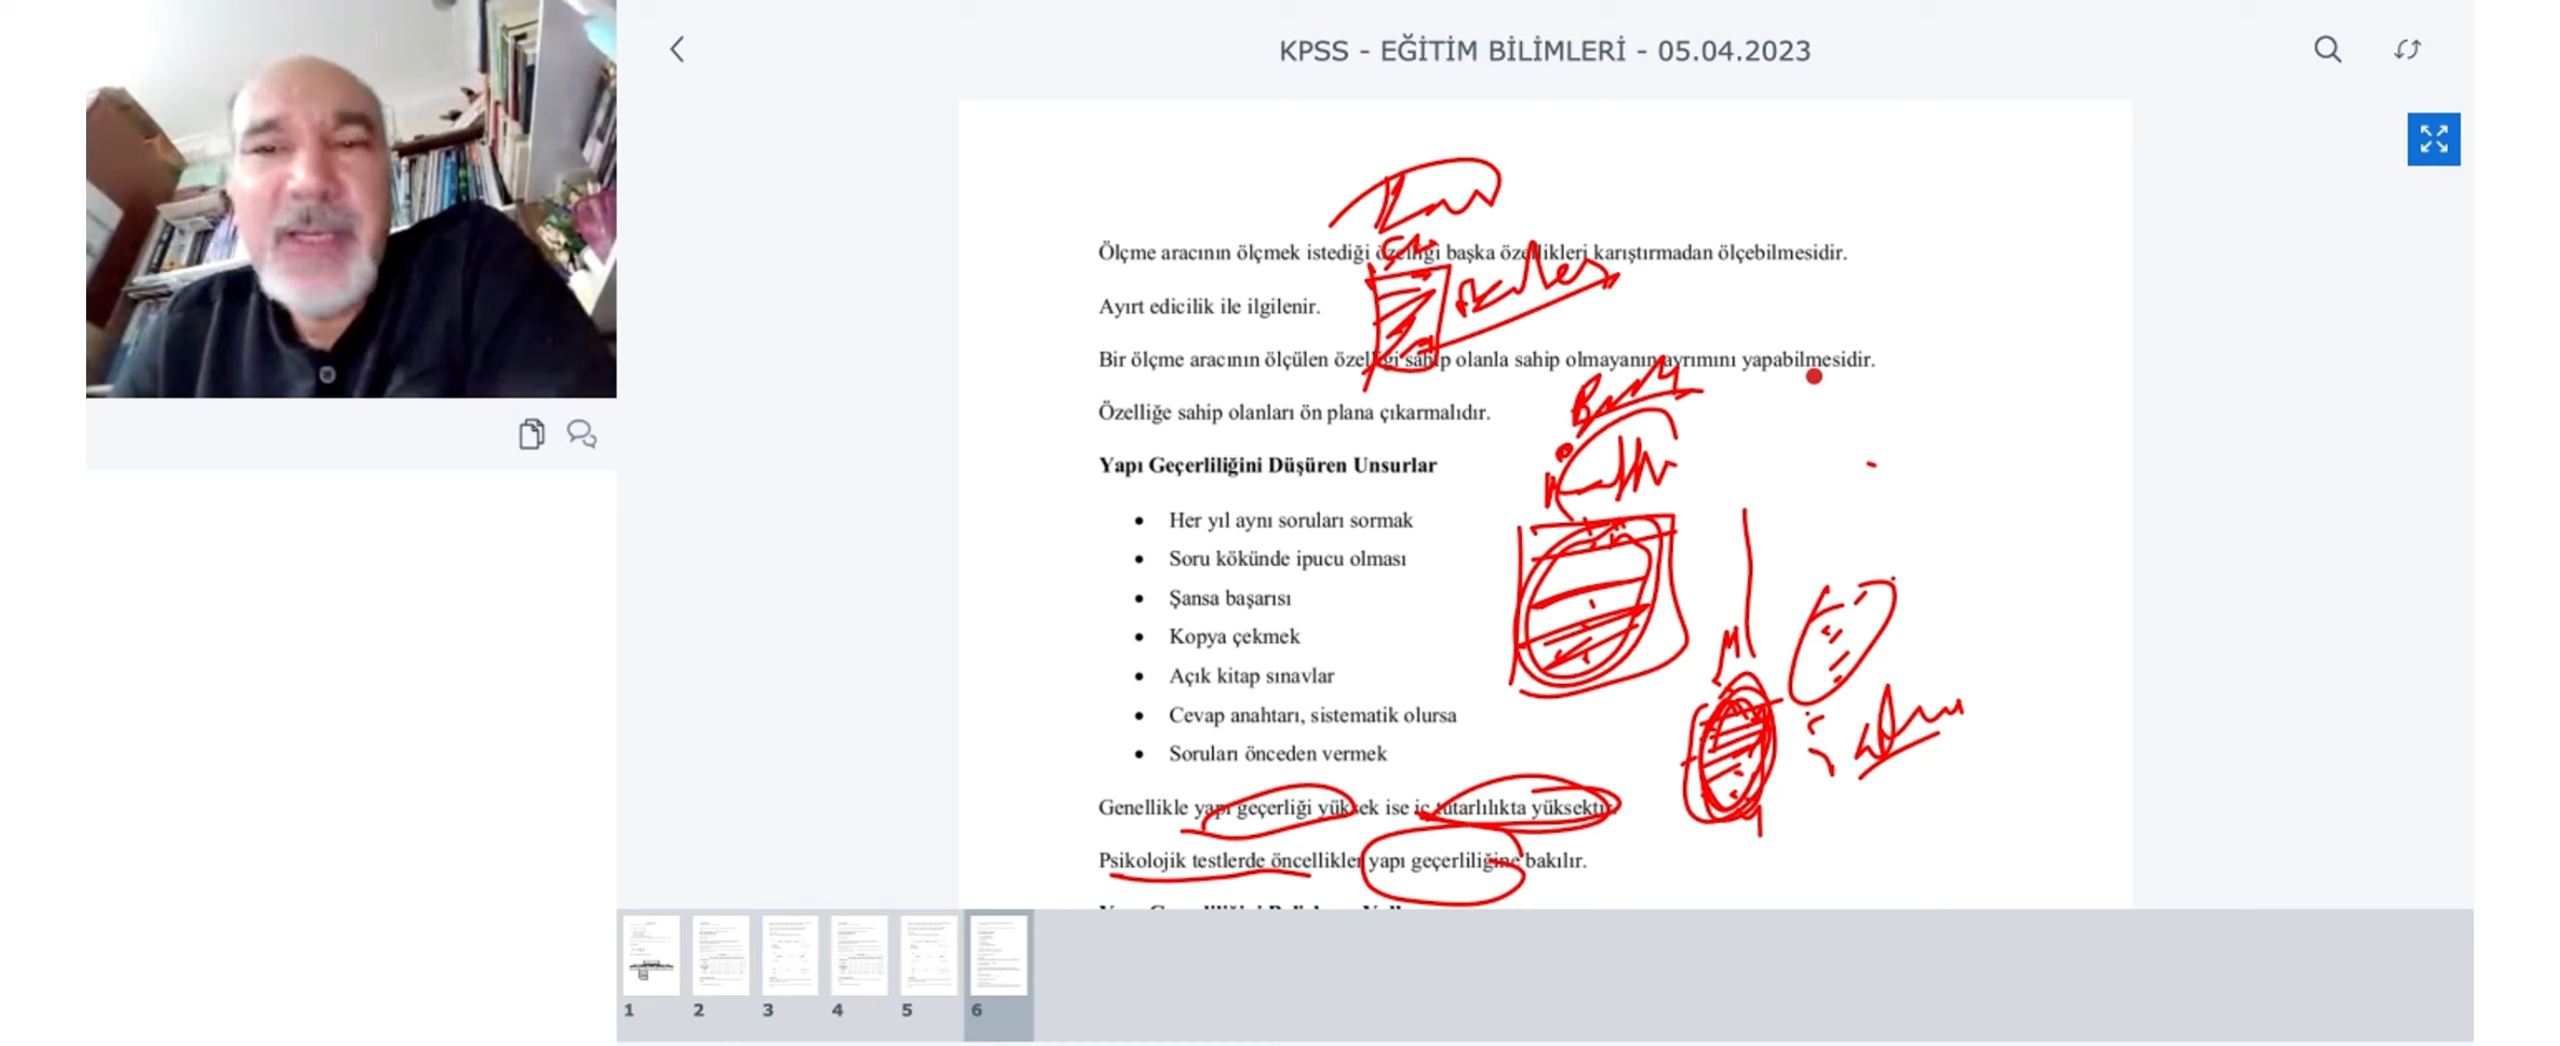 KPSS - EĞİTİM BİLİMLERİ - 05.04.2023
Ölçme aracının ölçmek istediği özelliği başka özellikleri karıştırmadan ölçebilmesidir.
Ayırt edicilik ile ilgilenir.
Bir ölçme aracının ölçülen özelliği sahip olanla sahip olmayanın ayrımını yapabilmesidir.
Özelliğe sahip olanları ön plana çıkarmalıdır.
Yapı Geçerliliğini Düşüren Unsurlar
• Her yıl aynı soruları sormak
• Soru kökünde ipucu olması
• Şansa başarısı
• Kopya çekmek
• Açık kitap sınavlar
• Cevap anahtarı, sistematik olursa
• Soruları önceden vermek
Genellikle yapı geçerliği yüksek ise iç tutarlılıkta yüksektir.
Psikolojik testlerde öncellikler yapı geçerliliğine bakılır.
1 2 3 4 5 6